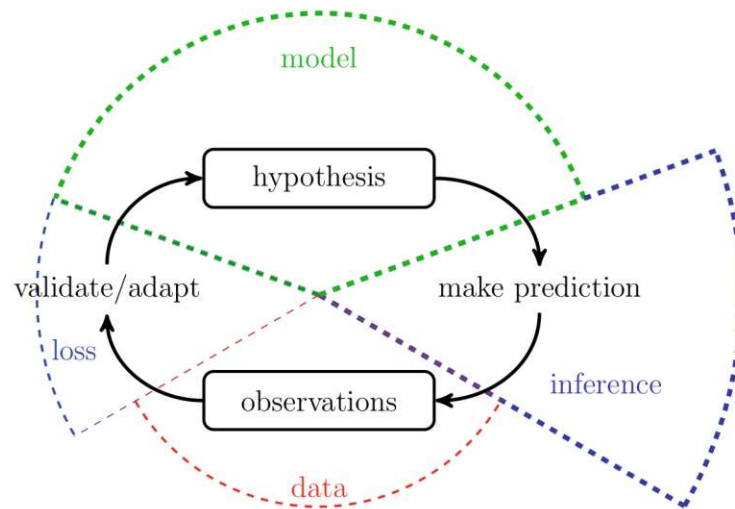 model
hypothesis
validate/adapt
make prediction
loss
inference
observations
data